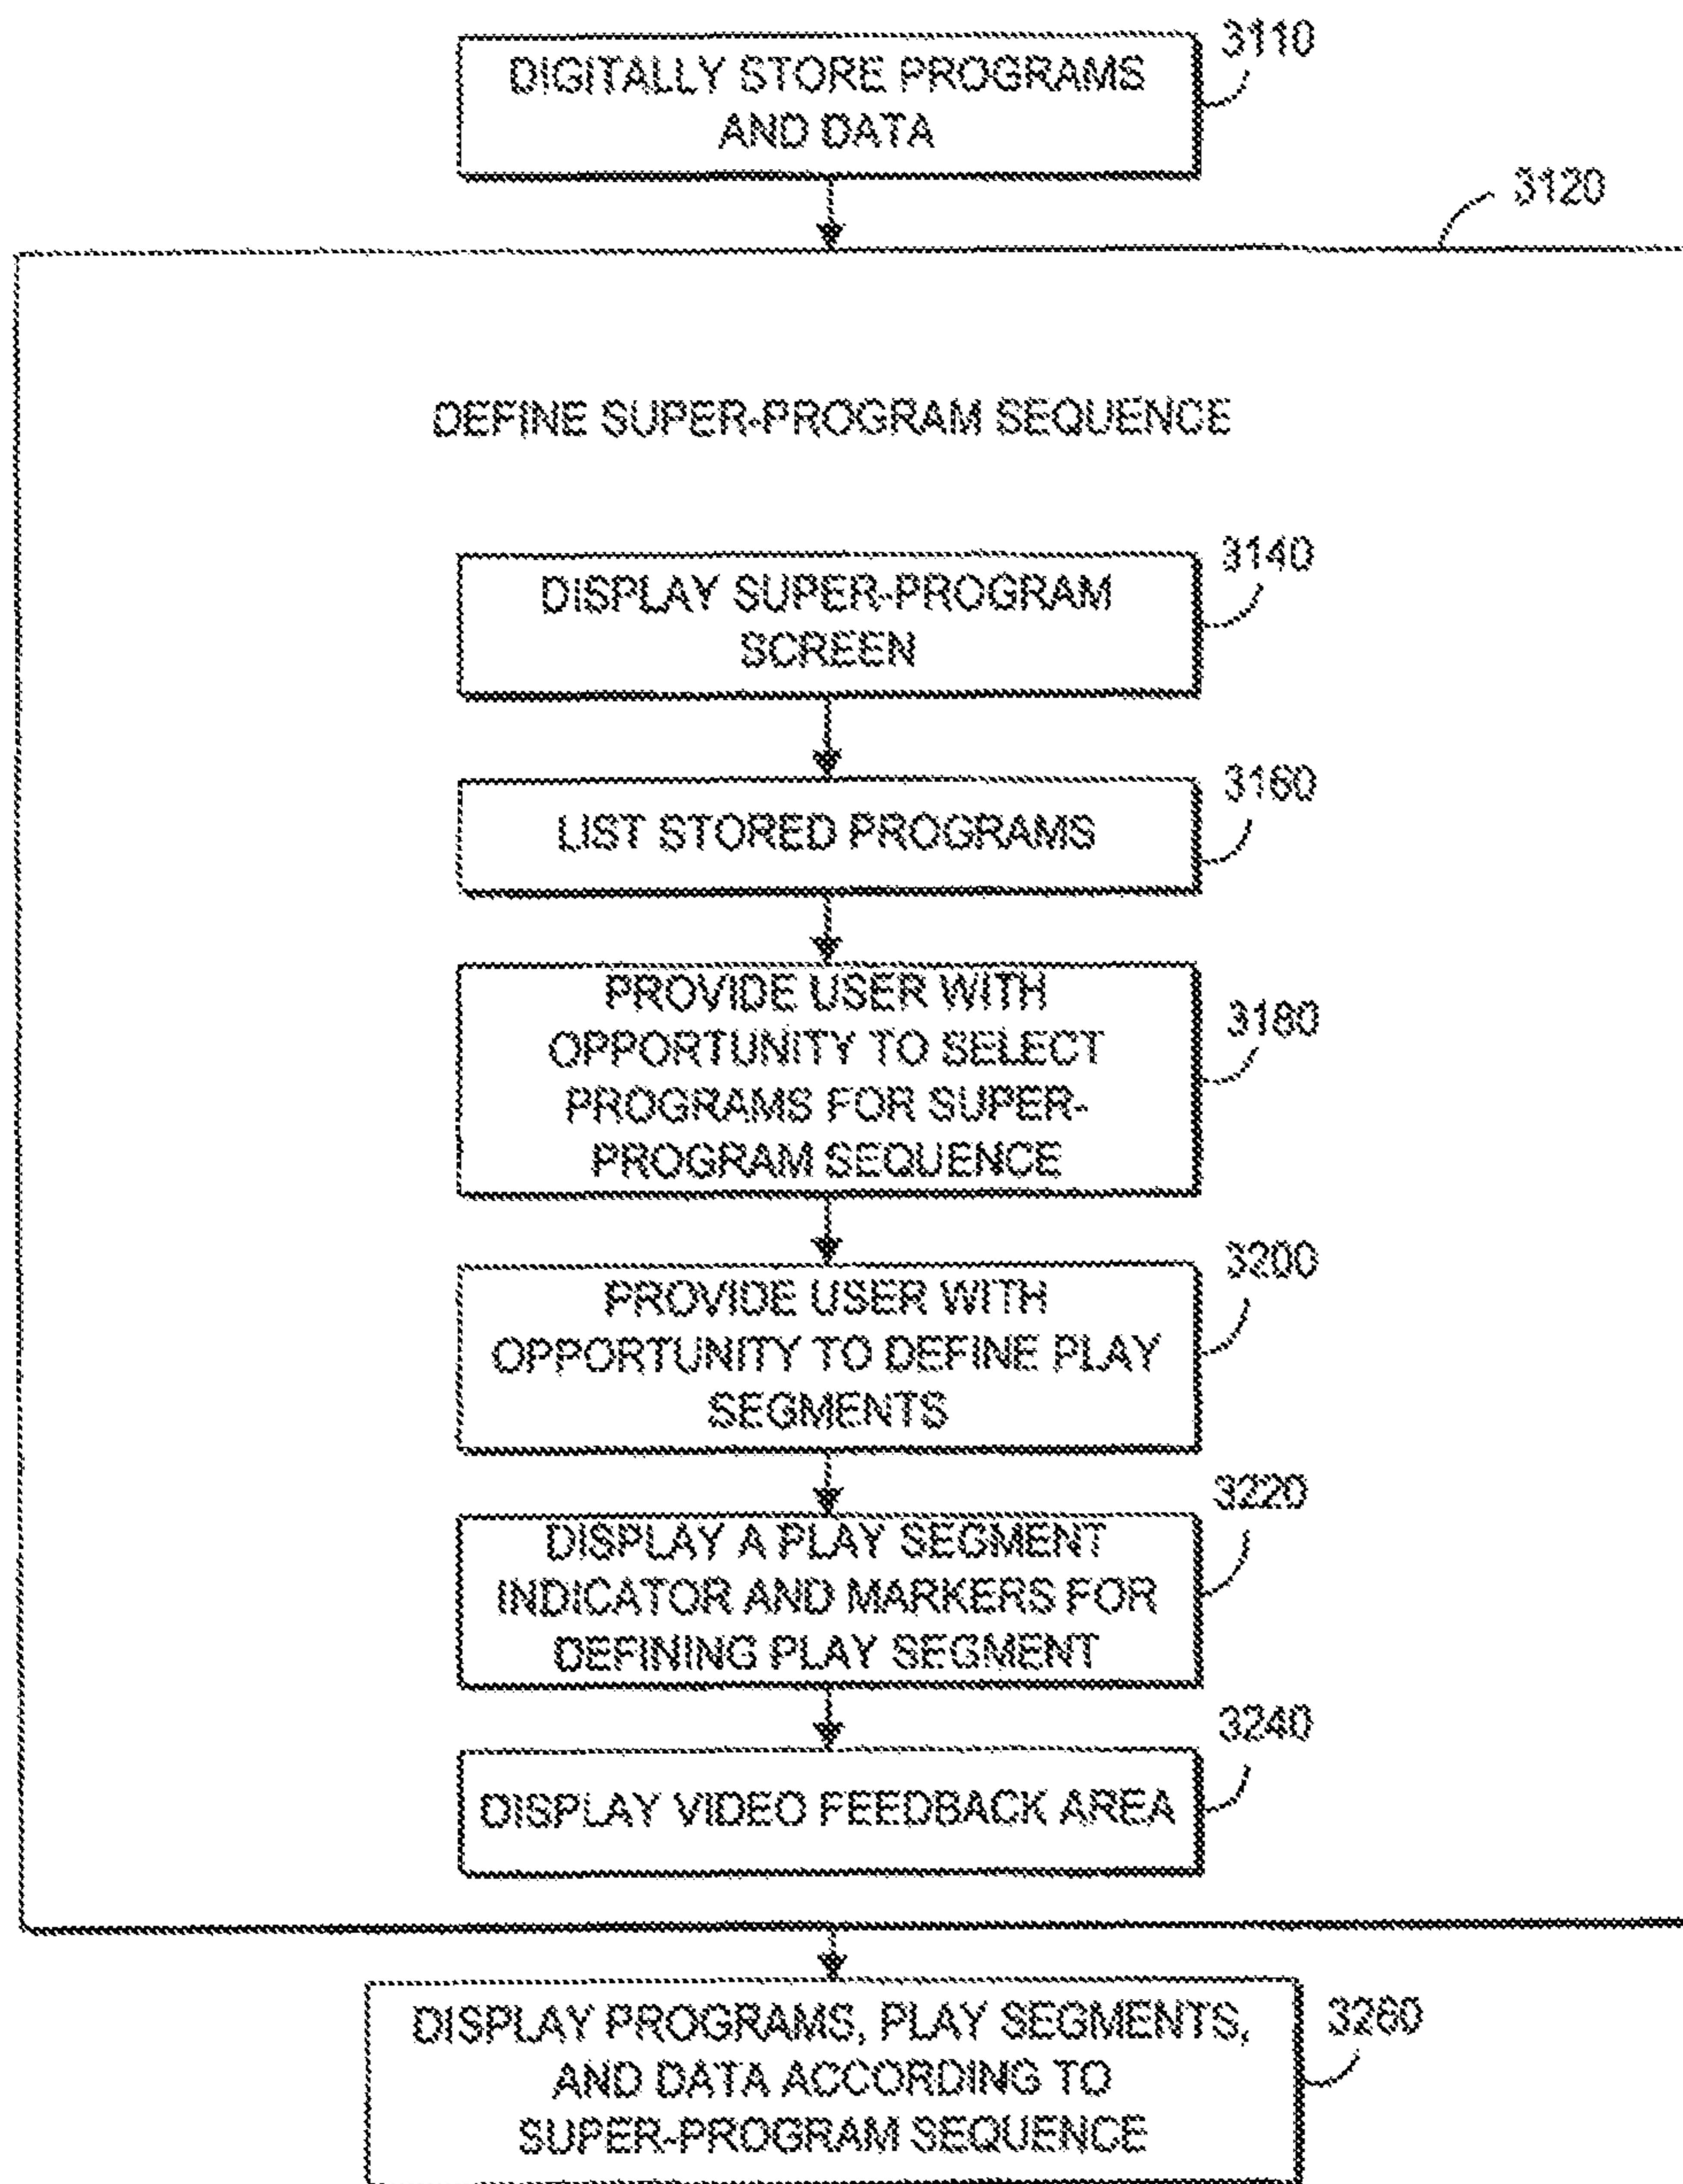 3110
DIGITALLY STORE PROGRAMS
AND DATA
3120
DEFINE SUPER-PROGRAM SEQUENCE
3140
DISPLAY SUPER-PROGRAM
SCREEN
3160
LIST STORED PROGRAMS
3180
PROVIDE USER WITH
OPPORTUNITY TO SELECT
PROGRAMS FOR SUPER-
PROGRAM SEQUENCE
3200
PROVIDE USER WITH
OPPORTUNITY TO DEFINE PLAY
SEGMENTS
3220
DISPLAY A PLAY SEGMENT
INDICATOR AND MARKERS FOR
DEFINING PLAY SEGMENT
3240
DISPLAY VIDEO FEEDBACK AREA
3260
DISPLAY PROGRAMS, PLAY SEGMENTS,
AND DATA ACCORDING TO
SUPER-PROGRAM SEQUENCE